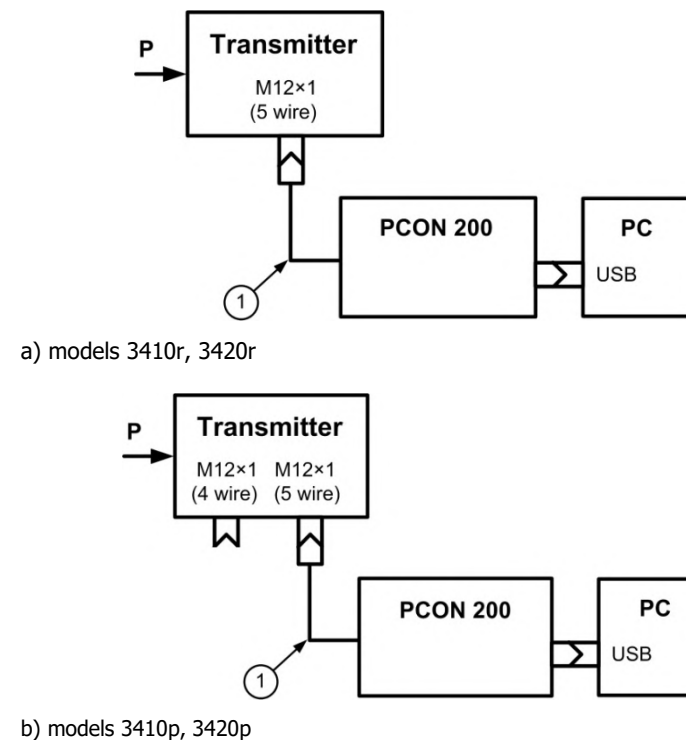 Transmitter
P
M12×1
(5 wire)
PCON 200
PC
USB
1
a) models 3410r, 3420r
Transmitter
P
M12×1 M12×1
(4 wire) (5 wire)
PCON 200
PC
USB
1
b) models 3410p, 3420p